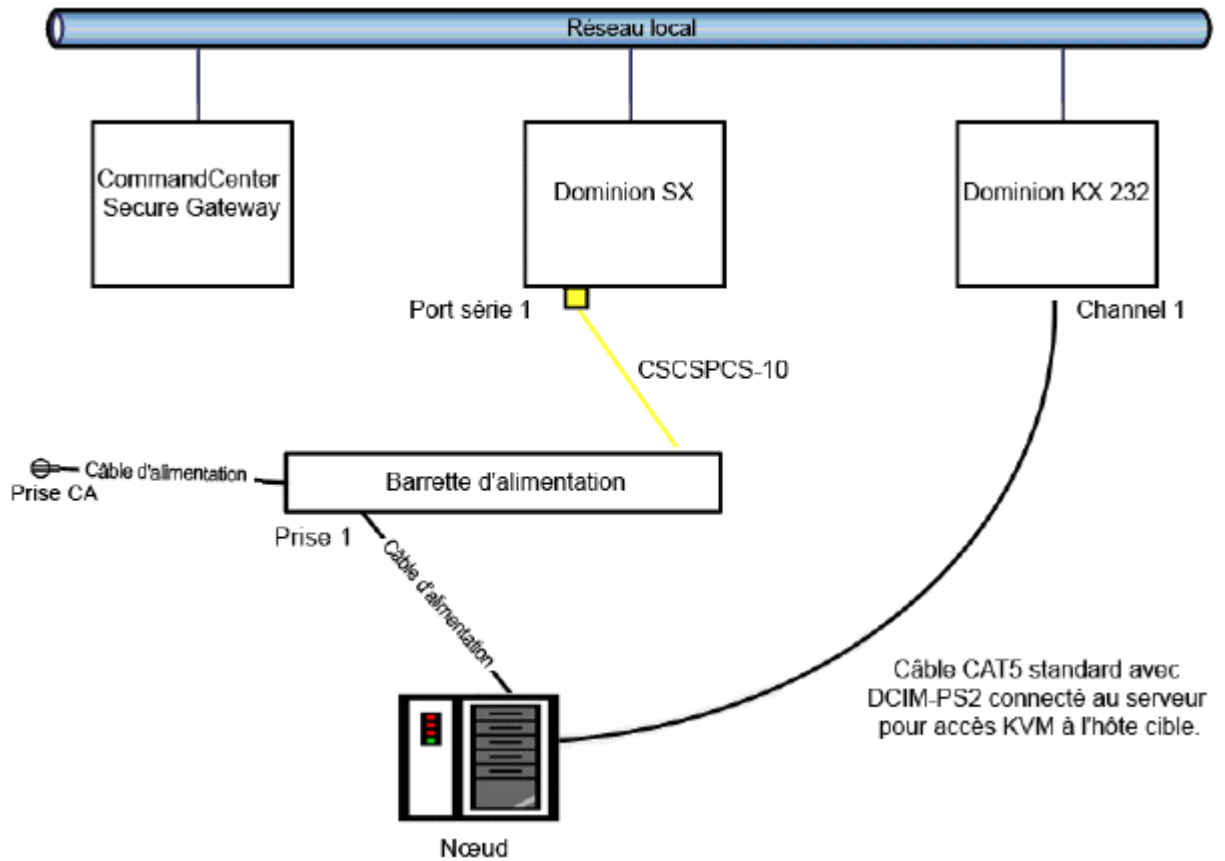 Réseau local
CommandCenter
Secure Gateway
Dominion SX
Dominion KX 232
Port série 1
Channel 1
CSCSPCS-10
Câble d'alimentation
Prise CA
Barrette d'alimentation
Prise 1
Câble d'alimentation
Câble CAT5 standard avec
DCIM-PS2 connecté au serveur
pour accès KVM à l'hôte cible.
Nœud